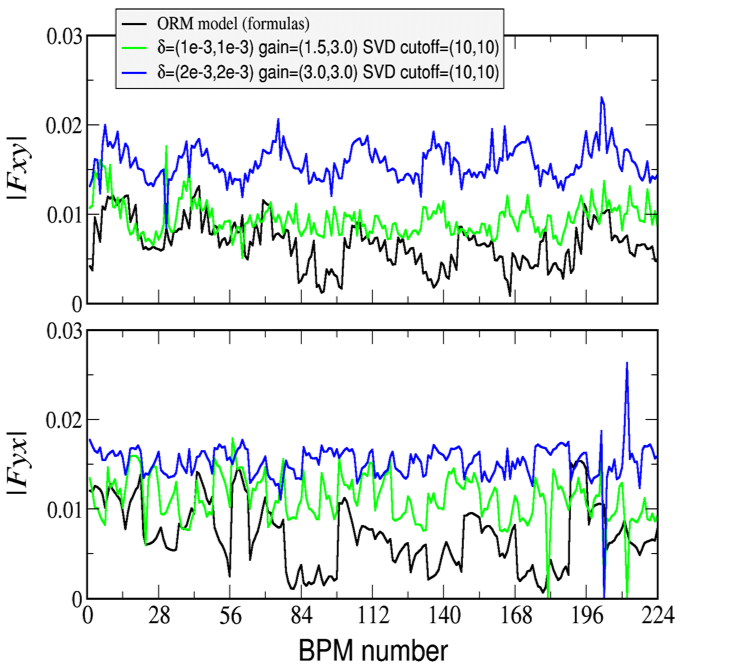 ORM model (formulas)
δ=(1e-3,1e-3) gain=(1.5,3.0) SVD cutoff=(10,10)
δ=(2e-3,2e-3) gain=(3.0,3.0) SVD cutoff=(10,10)
0.03
0.02
0.01
0
|Fxy|
0.03
0.02
0.01
0
|Fyx|
0 28 56 84 112 140 168 196 224
BPM number